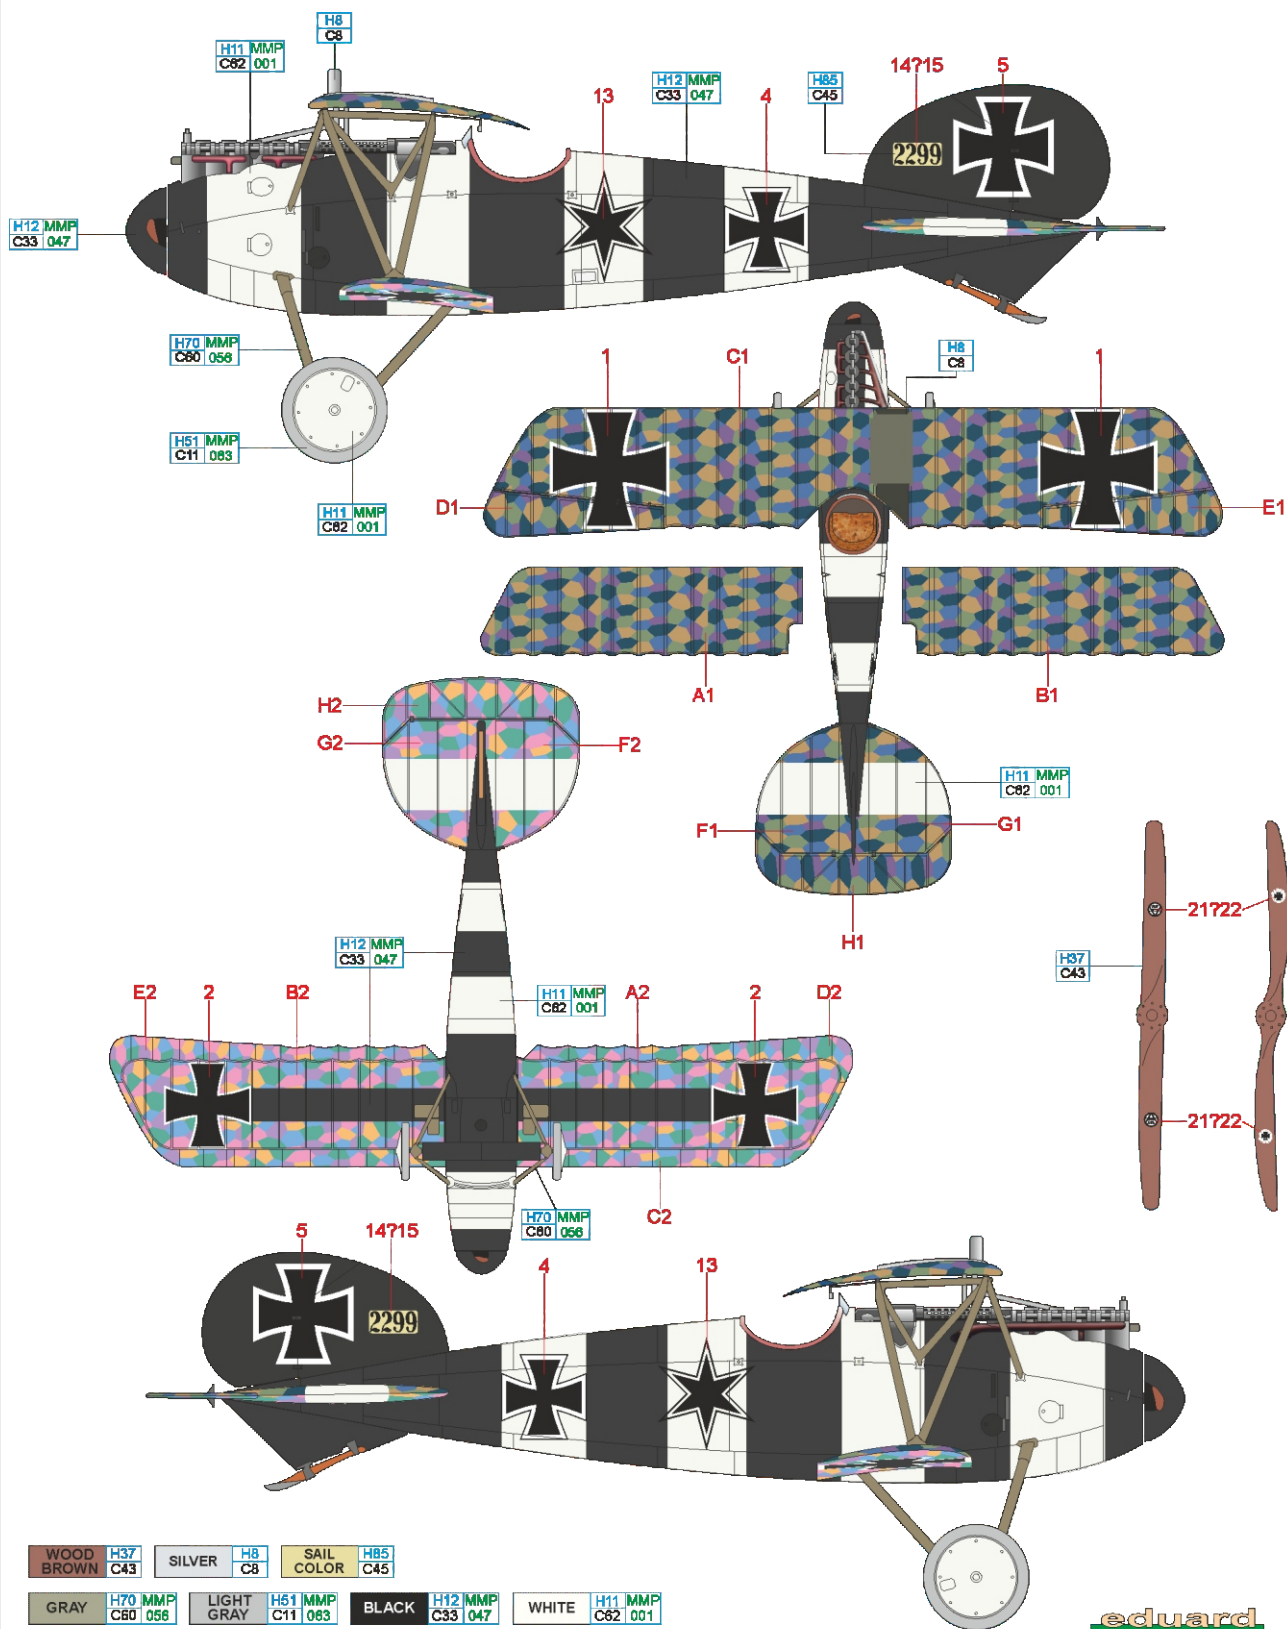 H8
C8
H11 MMP
C62 001
H12 MMP
C33 047
H85
C45
14?15
5
13
4
2299
H12 MMP
C33 047
H70 MMP
C60 056
H51 MMP
C11 063
H11 MMP
C62 001
1
C1
H8
C8
1
D1
E1
A1
B1
H2
G2
F2
H11 MMP
C62 001
F1
G1
H1
21?22
H37
C43
21?22
H12 MMP
C33 047
H11 MMP
C62 001
E2
2
B2
A2
2
D2
C2
H70 MMP
C60 056
5
14?15
2299
4
13
WOOD BROWN H37 C43
SILVER H8 C8
SAIL COLOR H85 C45
GRAY H70 MMP C60 056
LIGHT GRAY H51 MMP C11 063
BLACK H12 MMP C33 047
WHITE H11 MMP C62 001
eduard